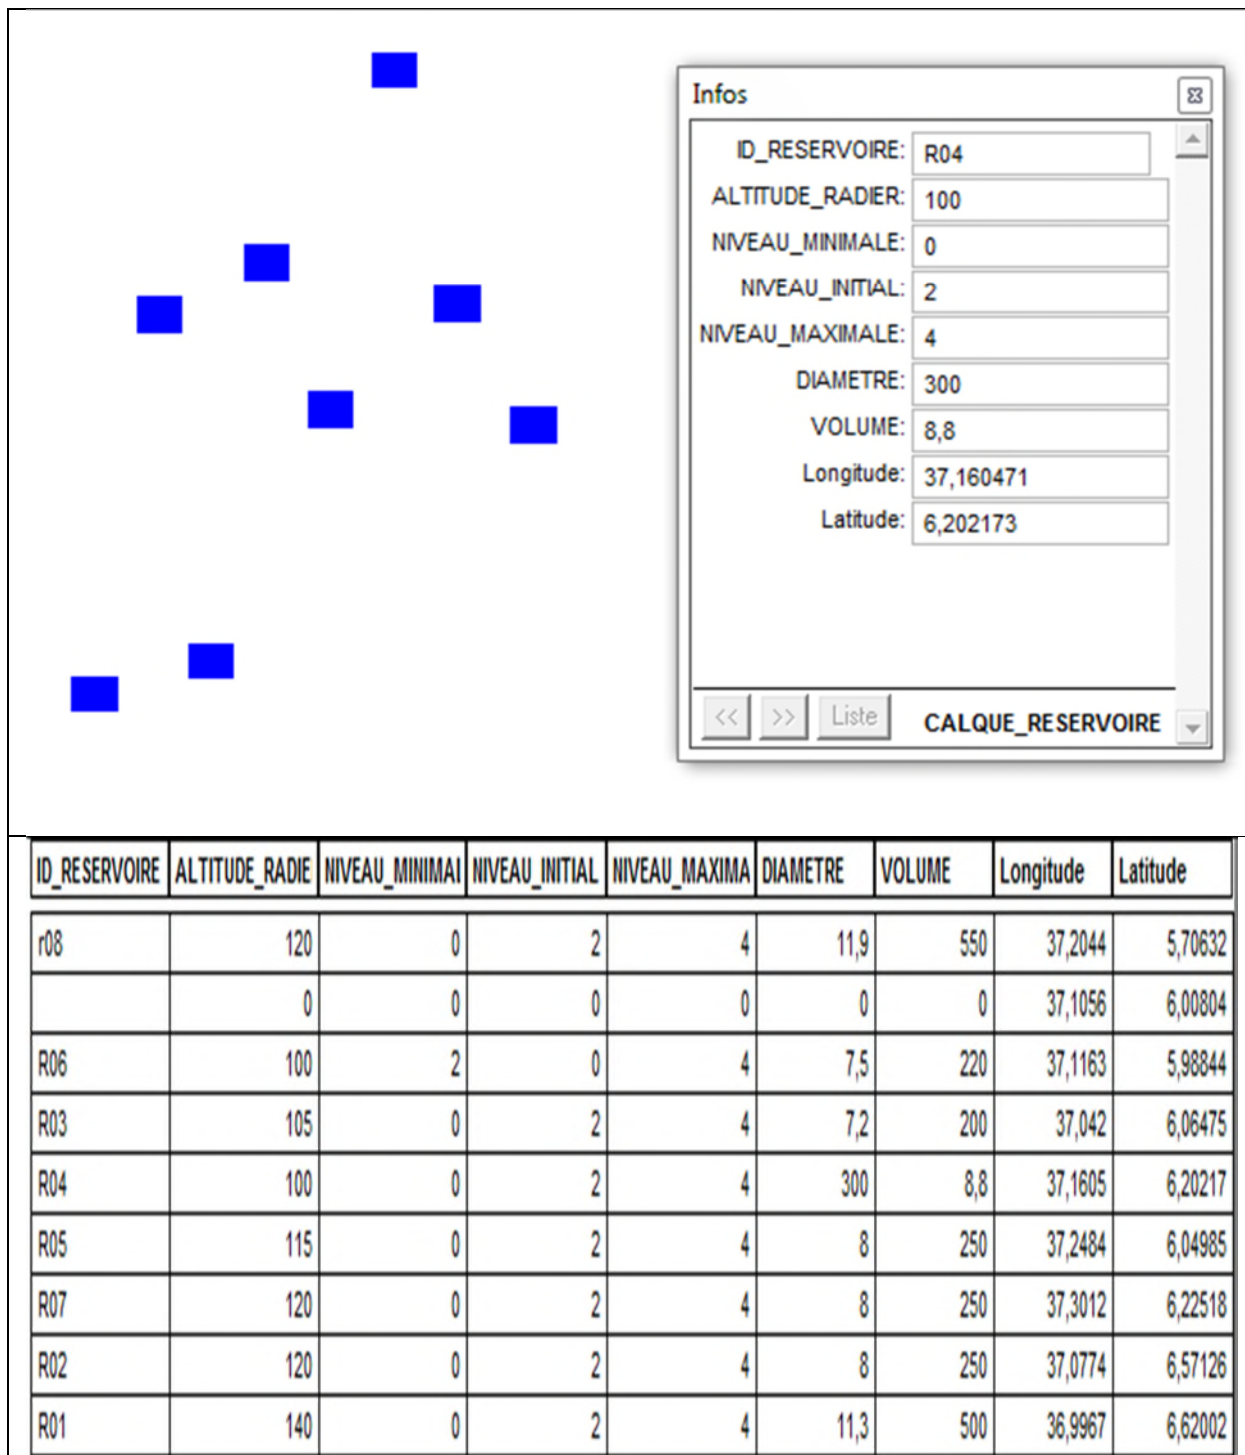 Infos
ID_RESERVOIRE: R04
ALTITUDE_RADIER: 100
NIVEAU_MINIMALE: 0
NIVEAU_INITIAL: 2
NIVEAU_MAXIMALE: 4
DIAMETRE: 300
VOLUME: 8,8
Longitude: 37,160471
Latitude: 6,202173
<< >> Liste CALQUE_RESERVOIRE
ID_RESERVOIRE ALTITUDE_RADIE NIVEAU_MINIMAI NIVEAU_INITIAL NIVEAU_MAXIMA DIAMETRE VOLUME Longitude Latitude
r08 120 0 2 4 11,9 550 37,2044 5,70632
0 0 0 0 0 0 37,1056 6,00804
R06 100 2 0 4 7,5 220 37,1163 5,98844
R03 105 0 2 4 7,2 200 37,042 6,06475
R04 100 0 2 4 300 8,8 37,1605 6,20217
R05 115 0 2 4 8 250 37,2484 6,04985
R07 120 0 2 4 8 250 37,3012 6,22518
R02 120 0 2 4 8 250 37,0774 6,57126
R01 140 0 2 4 11,3 500 36,9967 6,62002